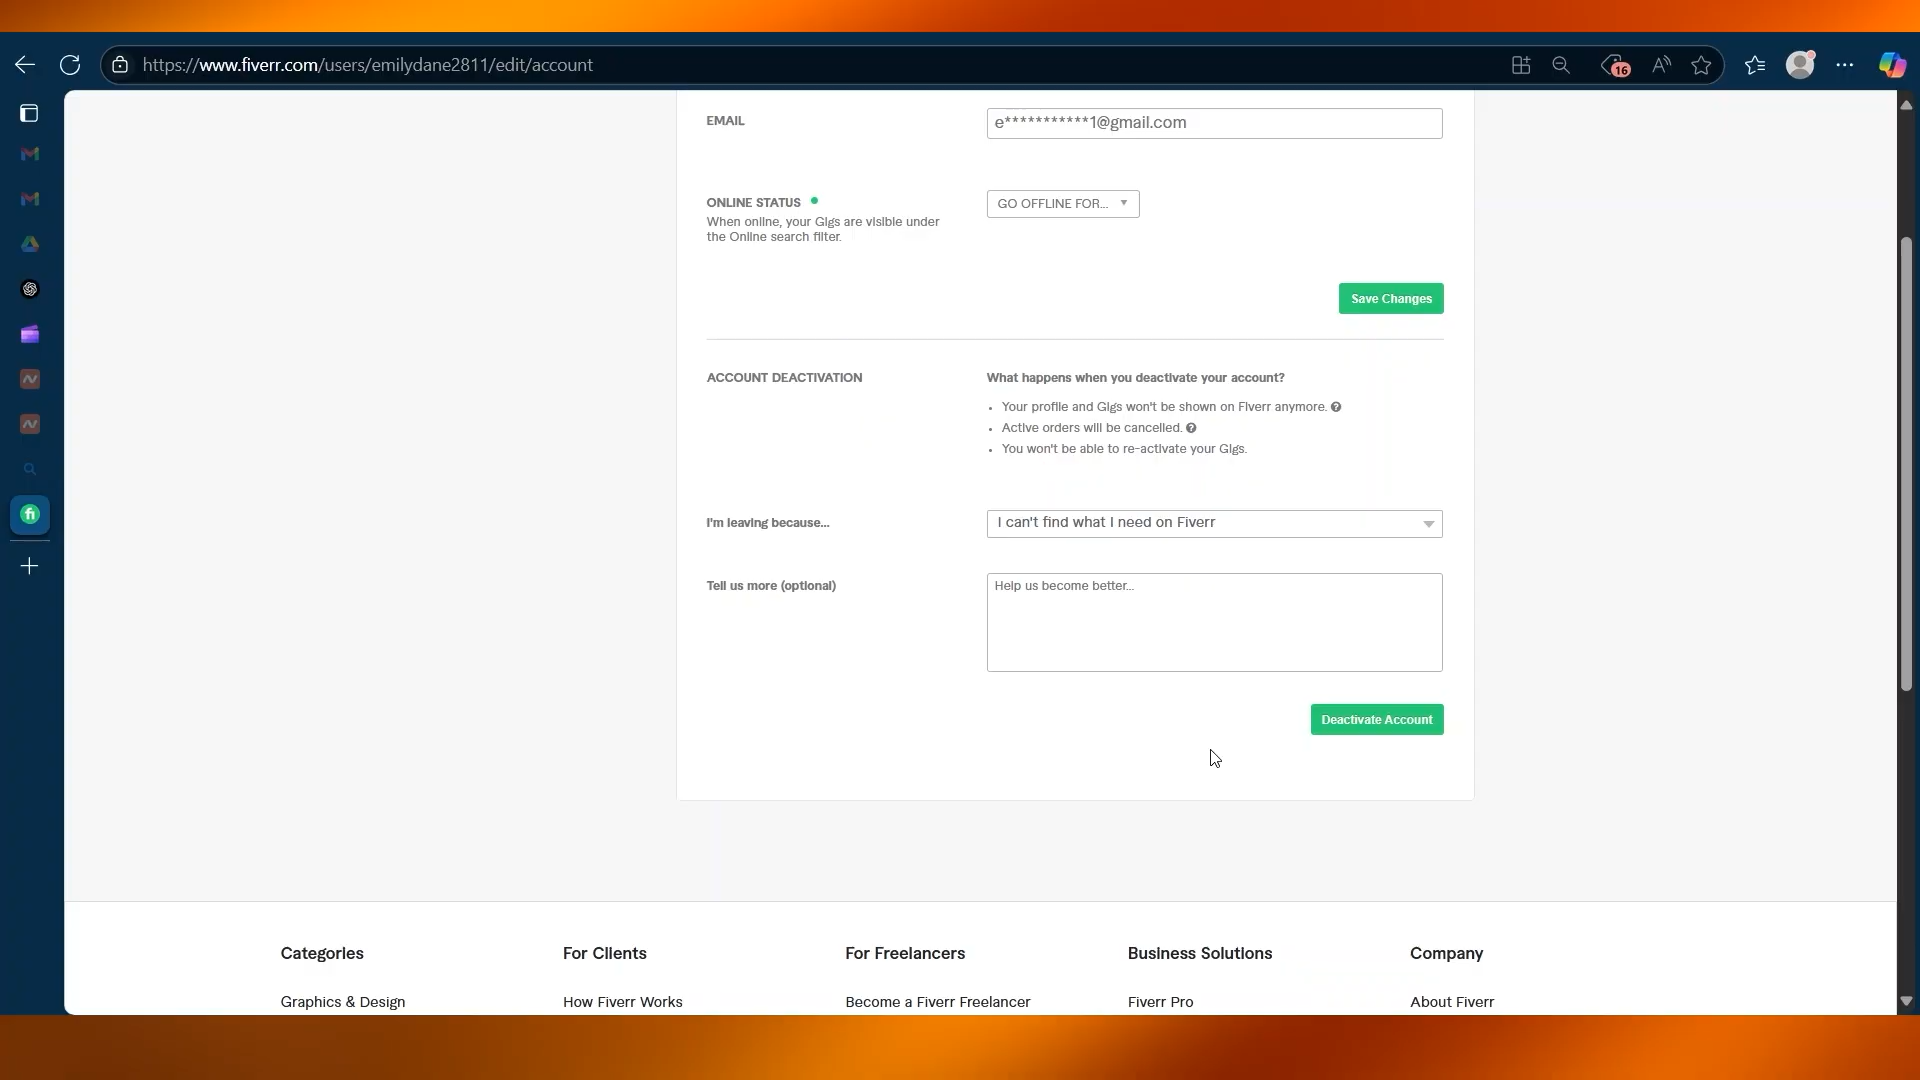 https://www.fiverr.com/users/emilydane2811/edit/account
16
EMAIL
e***********1@gmail.com
ONLINE STATUS
GO OFFLINE FOR...
When online, your Gigs are visible under
the Online search filter.
Save Changes
ACCOUNT DEACTIVATION
What happens when you deactivate your account?
Your profile and Gigs won't be shown on Fiverr anymore.
Active orders will be cancelled.
You won't be able to re-activate your Gigs.
I'm leaving because...
I can't find what I need on Fiverr
Tell us more (optional)
Help us become better...
Deactivate Account
Categories
For Clients
For Freelancers
Business Solutions
Company
Graphics & Design
How Fiverr Works
Become a Fiverr Freelancer
Fiverr Pro
About Fiverr